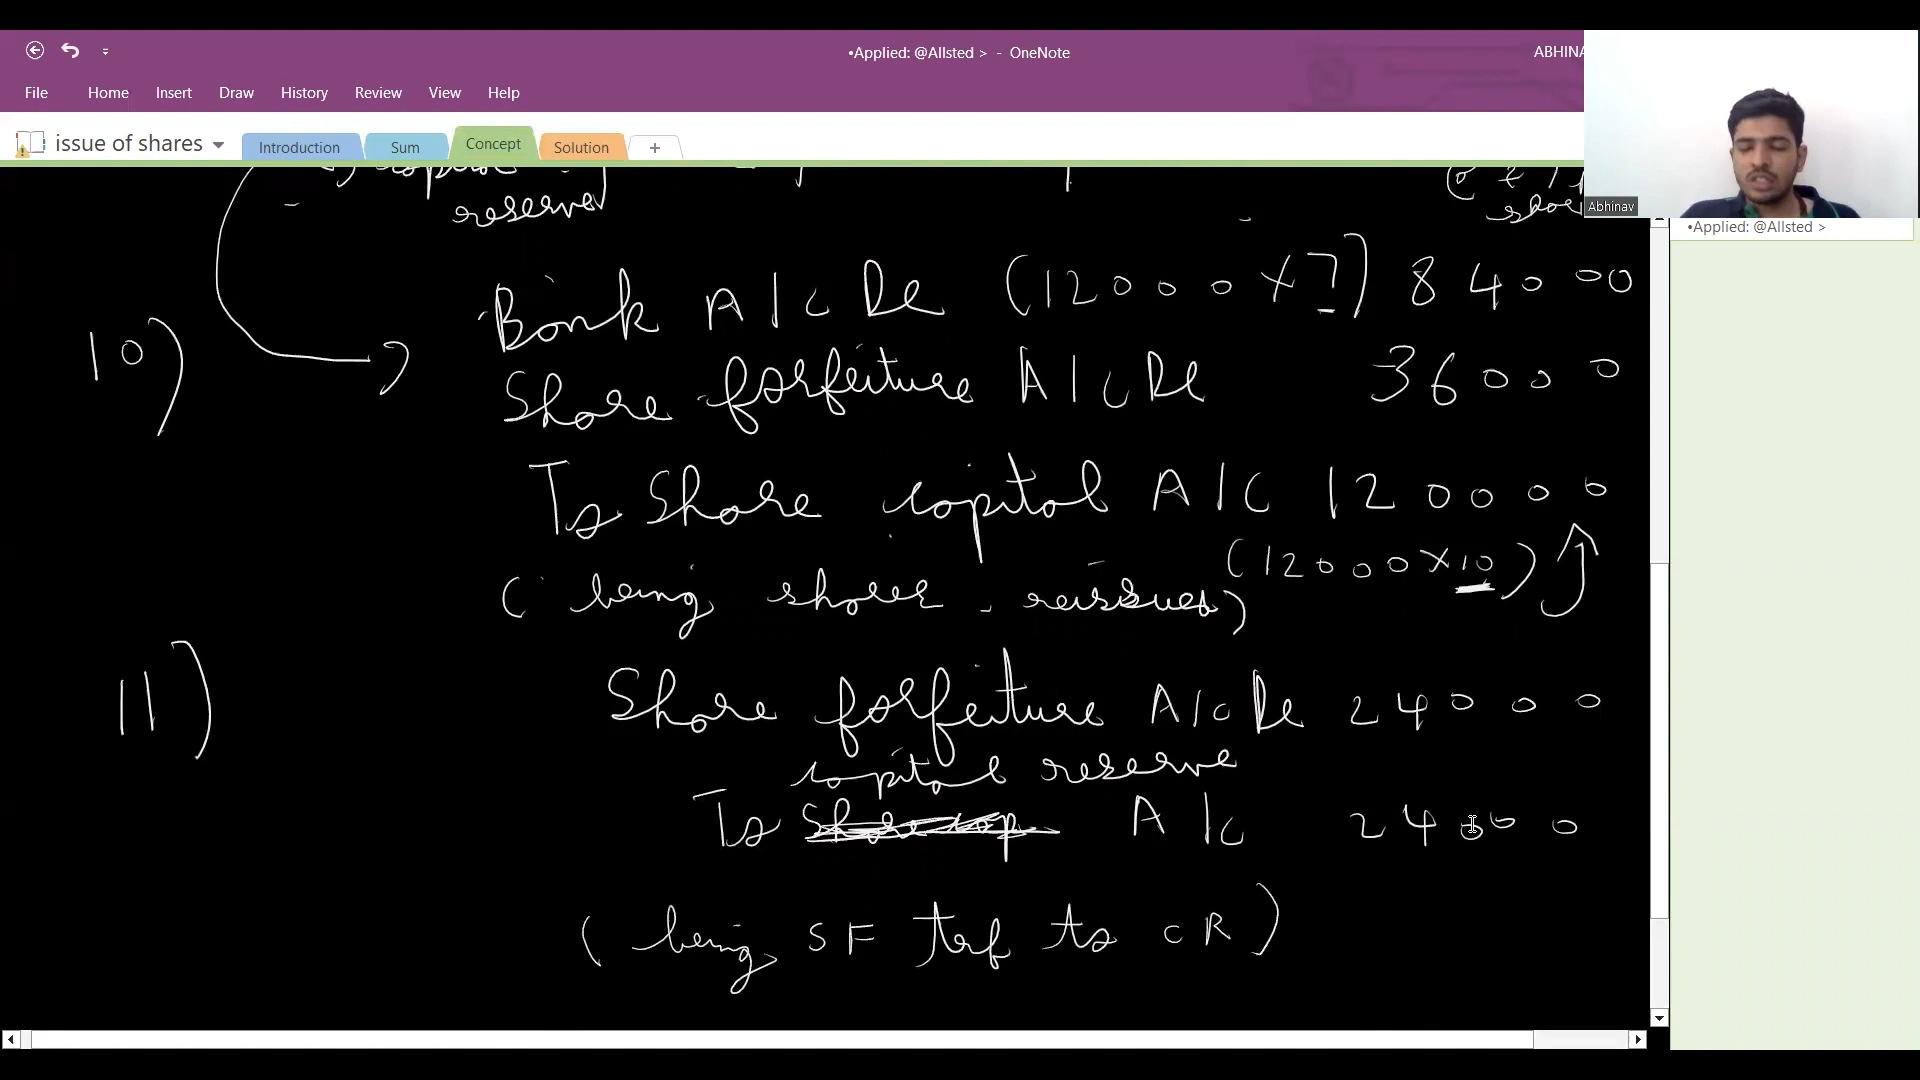 •Applied: @Allsted > - OneNote
ABHINA
File Home Insert Draw History Review View Help
issue of shares
Introduction Sum Concept Solution +
Abhinav
•Applied: @Allsted >
reserve
10) Bank A/c Dr (12000 X 7) 84000
Share forfeiture A/c Dr 36000
To Share capital A/c 120000
(12000 X 10)
(being shares reissued)
11) Share forfeiture A/c Dr 24000
capital reserve
To A/c 24000
(being SF trf to CR)